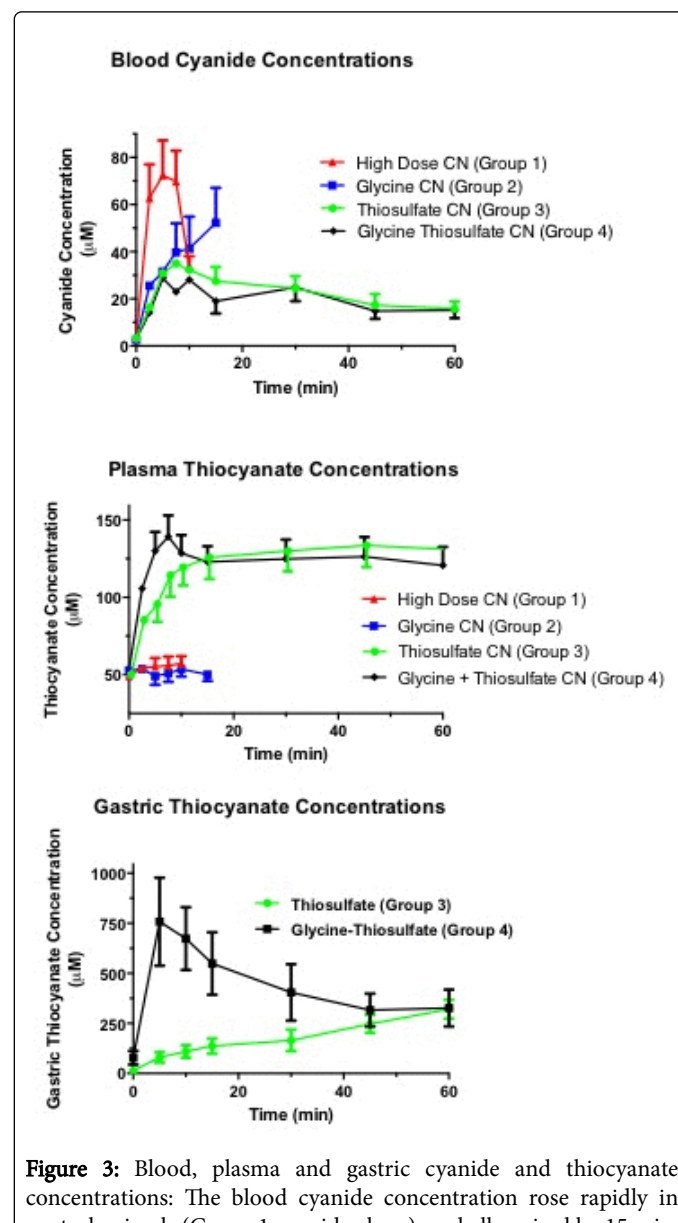 Blood Cyanide Concentrations
Cyanide Concentration
(µM)
80
60
40
20
0
0
20
40
60
Time (min)
High Dose CN (Group 1)
Glycine CN (Group 2)
Thiosulfate CN (Group 3)
Glycine Thiosulfate CN (Group 4)
Plasma Thiocyanate Concentrations
Thiocyanate Concentration
(µM)
150
100
50
0
20
40
60
Time (min)
High Dose CN (Group 1)
Glycine CN (Group 2)
Thiosulfate CN (Group 3)
Glycine + Thiosulfate CN (Group 4)
Gastric Thiocyanate Concentrations
Gastric Thiocyanate Concentration
(µM)
1000
750
500
250
0
0
20
40
60
Time (min)
Thiosulfate (Group 3)
Glycine-Thiosulfate (Group 4)
Figure 3: Blood, plasma and gastric cyanide and thiocyanate
concentrations: The blood cyanide concentration rose rapidly in